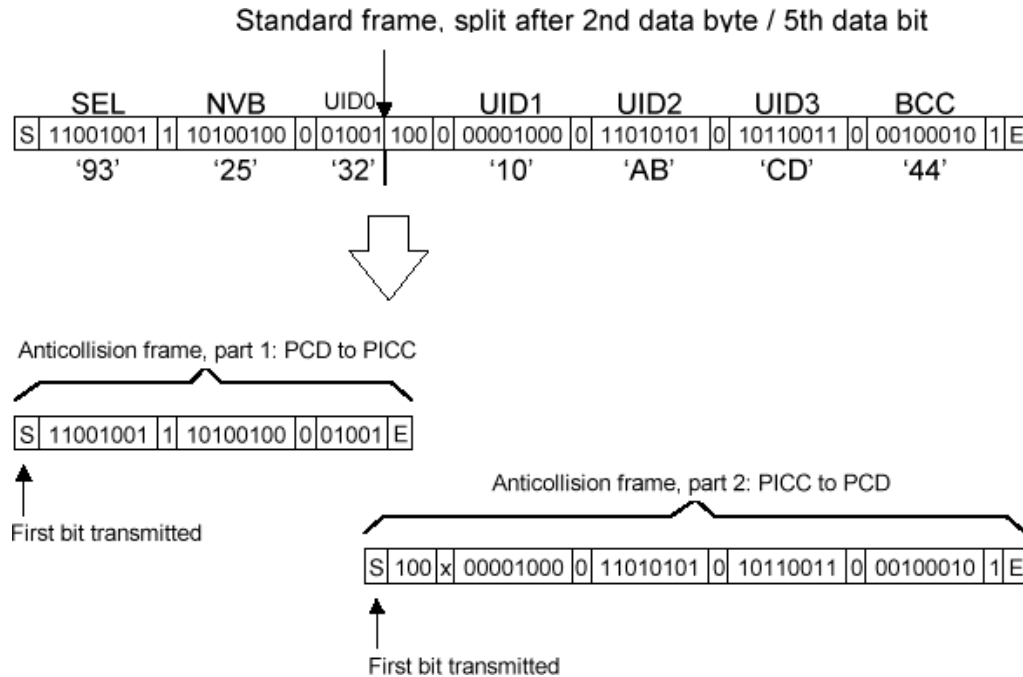 Standard frame, split after 2nd data byte / 5th data bit
SEL NVB UID0 UID1 UID2 UID3 BCC
S 11001001 1 10100100 0 01001 100 0 00001000 0 11010101 0 10110011 0 00100010 1 E
‘93’ ‘25’ ‘32’ ‘10’ ‘AB’ ‘CD’ ‘44’
Anticollision frame, part 1: PCD to PICC
S 11001001 1 10100100 0 01001 E
First bit transmitted
Anticollision frame, part 2: PICC to PCD
S 100 x 00001000 0 11010101 0 10110011 0 00100010 1 E
First bit transmitted